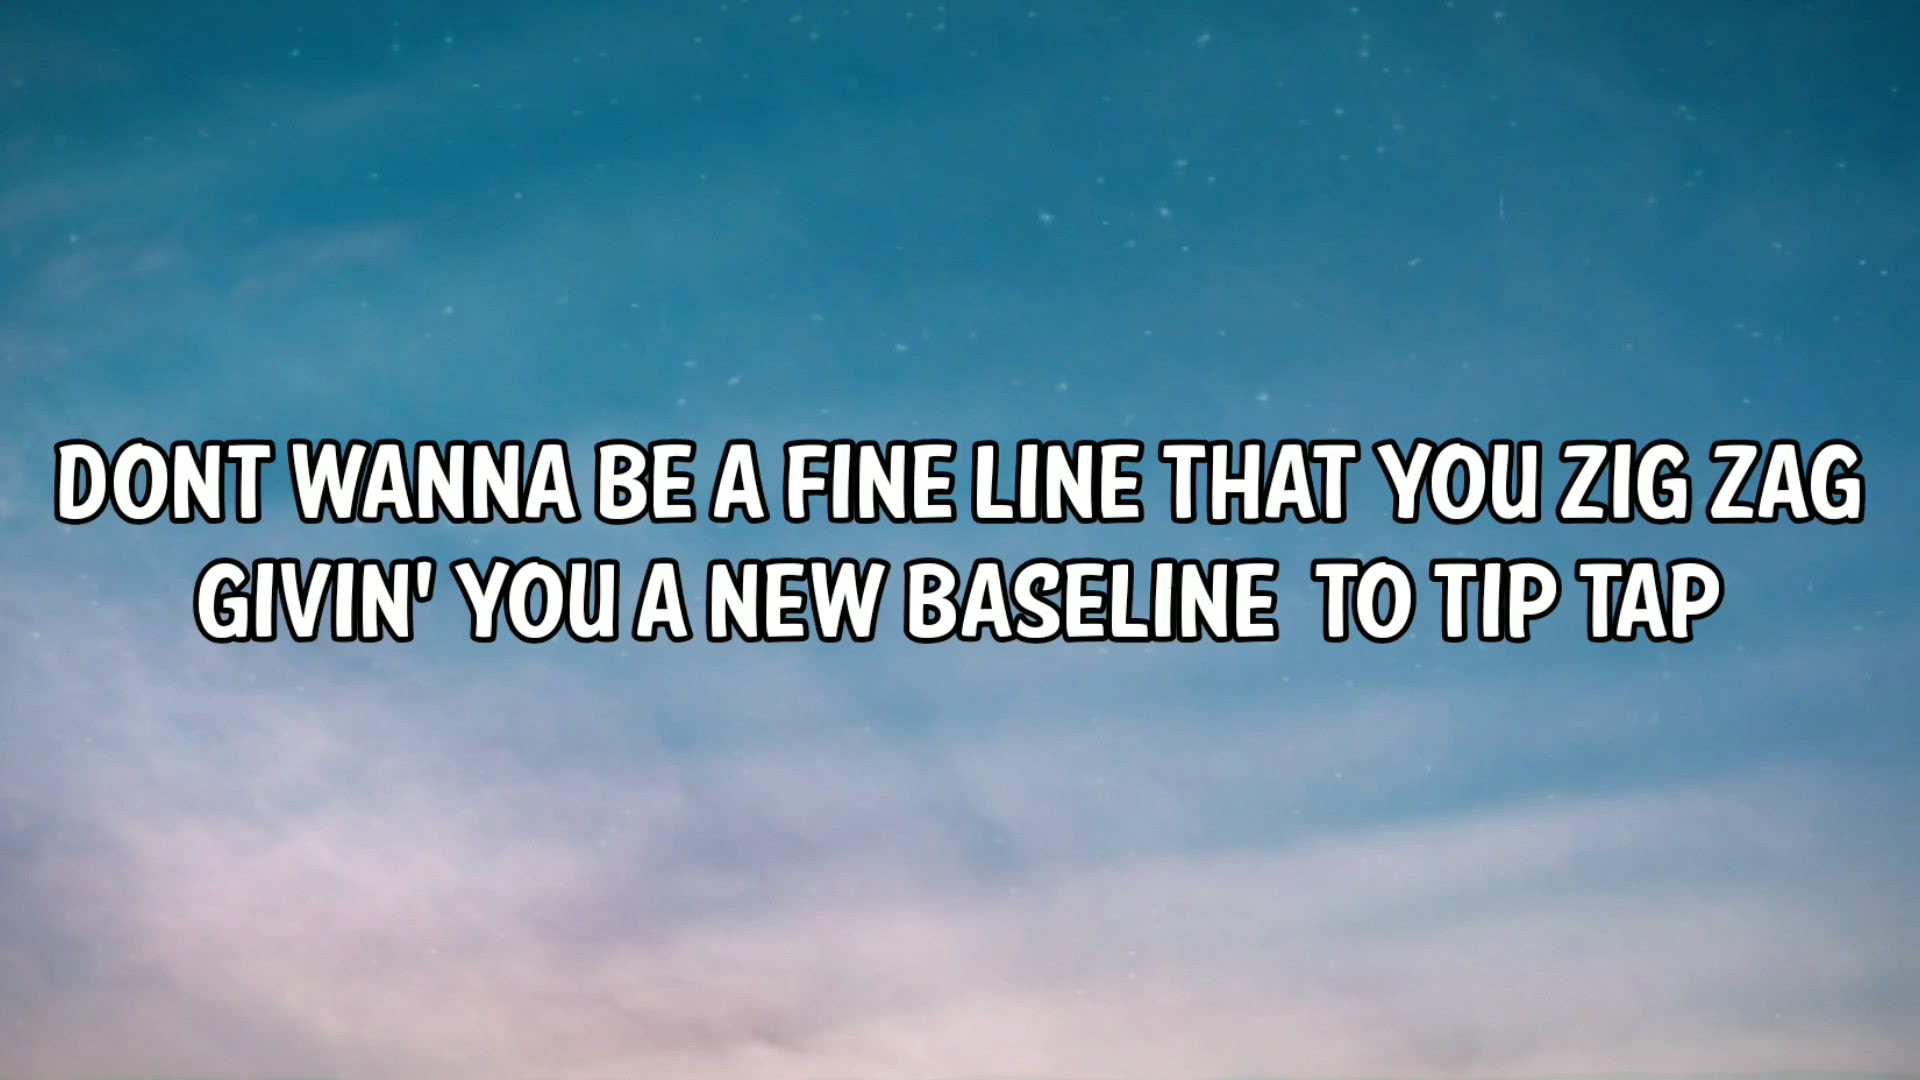 DONT WANNA BE A FINE LINE THAT YOU ZIG ZAG
GIVIN' YOU A NEW BASELINE  TO TIP TAP